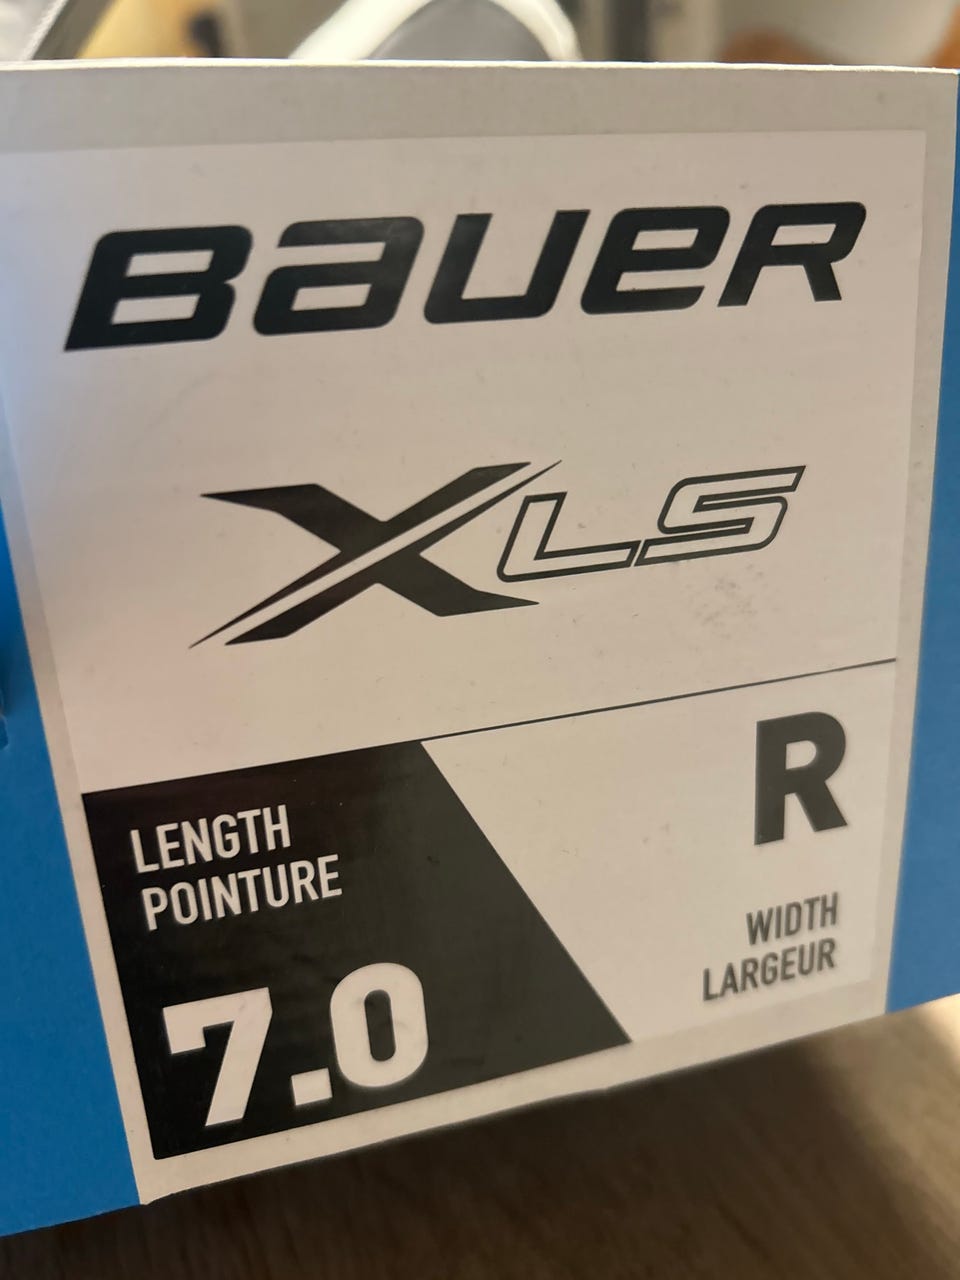 BAUER
XLS
LENGTH
POINTURE
7.0
R
WIDTH
LARGEUR